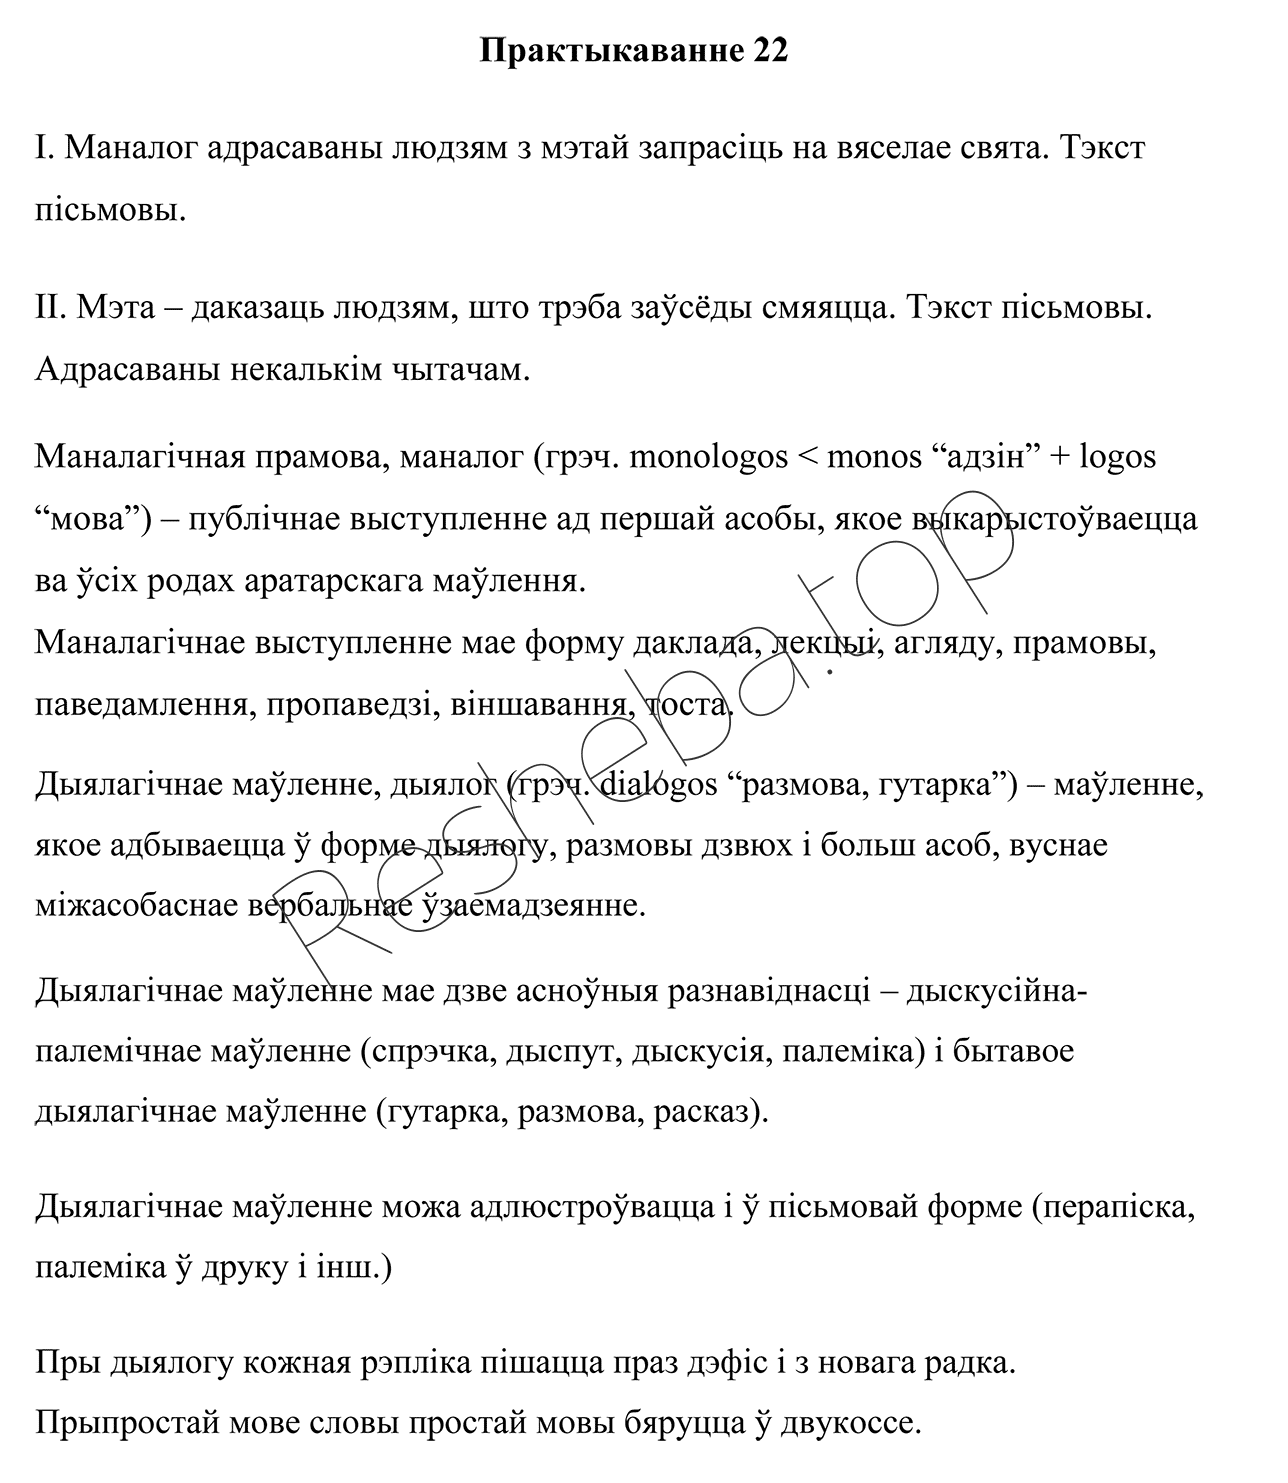 Практыкаванне 22
І. Маналог адрасаваны людзям з мэтай запрасіць на вяселае свята. Тэкст
пісьмовы.
ІІ. Мэта – даказаць людзям, што трэба заўсёды смяяцца. Тэкст пісьмовы.
Адрасаваны некалькім чытачам.
Маналагічная прамова, маналог (грэч. monologos < monos “адзін” + logos
“мова”) – публічнае выступленне ад першай асобы, якое выкарыстоўваецца
ва ўсіх родах аратарскага маўлення.
Маналагічнае выступленне мае форму даклада, лекцыі, агляду, прамовы,
паведамлення, пропаведзі, віншавання, тоста.
Дыялагічнае маўленне, дыялог (грэч. dialogos “размова, гутарка”) – маўленне,
якое адбываецца ў форме дыялогу, размовы дзвюх і больш асоб, вуснае
міжасобаснае вербальнае ўзаемадзеянне.
Дыялагічнае маўленне мае дзве асноўныя разнавіднасці – дыскусійна-
палемічнае маўленне (спрэчка, дыспут, дыскусія, палеміка) і бытавое
дыялагічнае маўленне (гутарка, размова, расказ).
Дыялагічнае маўленне можа адлюстроўвацца і ў пісьмовай форме (перапіска,
палеміка ў друку і інш.)
Пры дыялогу кожная рэпліка пішацца праз дэфіс і з новага радка.
Прыпростай мове словы простай мовы бяруцца ў двукоссе.
Resheba.top